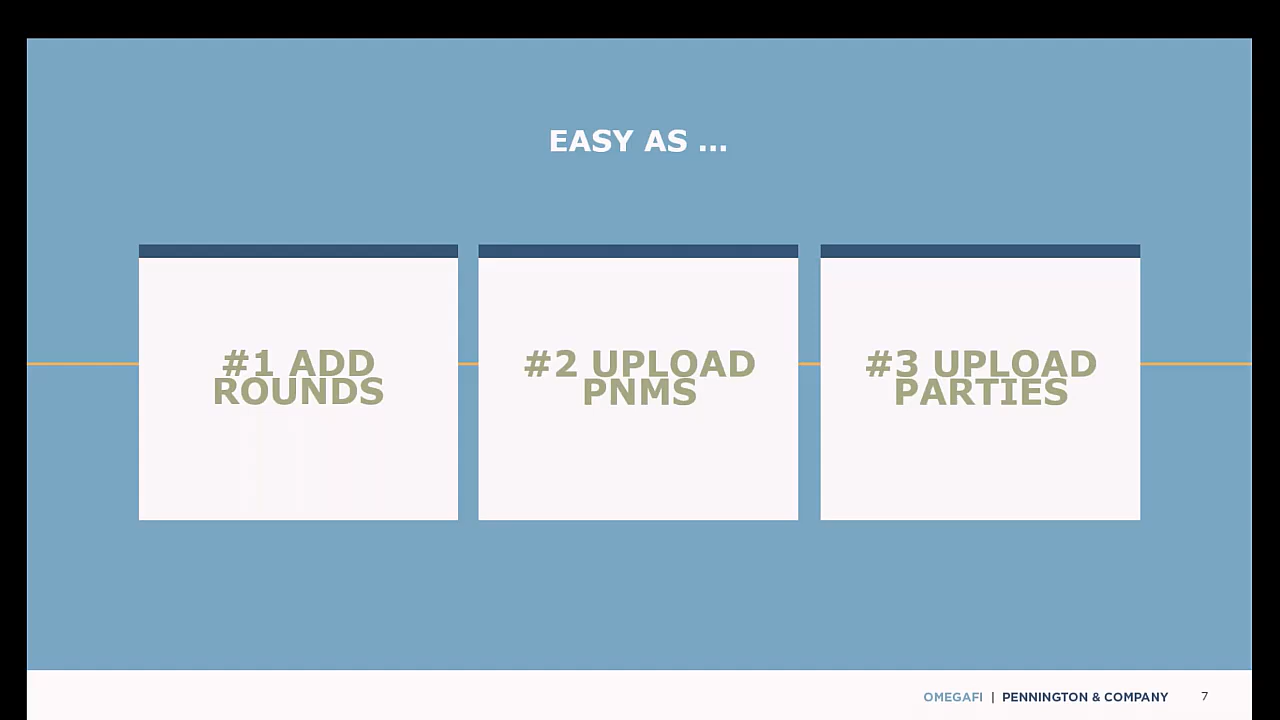 EASY AS ...
#1 ADD
ROUNDS
#2 UPLOAD
PNMS
#3 UPLOAD
PARTIES
OMEGAFI | PENNINGTON & COMPANY 7